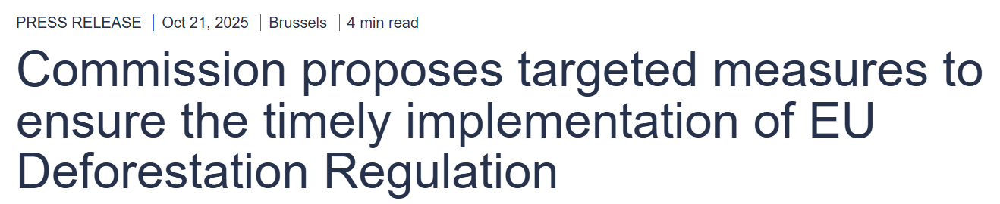 PRESS RELEASE | Oct 21, 2025 | Brussels | 4 min read
Commission proposes targeted measures to
ensure the timely implementation of EU
Deforestation Regulation